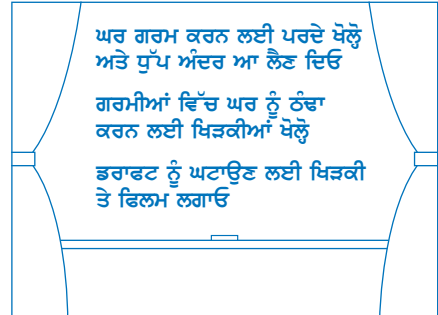 ਘਰ ਗਰਮ ਕਰਨ ਲਈ ਪਰਦੇ ਖੋਲ੍ਹੋ
ਅਤੇ ਧੁੱਪ ਅੰਦਰ ਆ ਲੈਣ ਦਿਓ
ਗਰਮੀਆਂ ਵਿੱਚ ਘਰ ਨੂੰ ਠੰਢਾ
ਕਰਨ ਲਈ ਖਿੜਕੀਆਂ ਖੋਲ੍ਹੋ
ਡਰਾਫਟ ਨੂੰ ਘਟਾਉਣ ਲਈ ਖਿੜਕੀ
ਤੇ ਫਿਲਮ ਲਗਾਓ